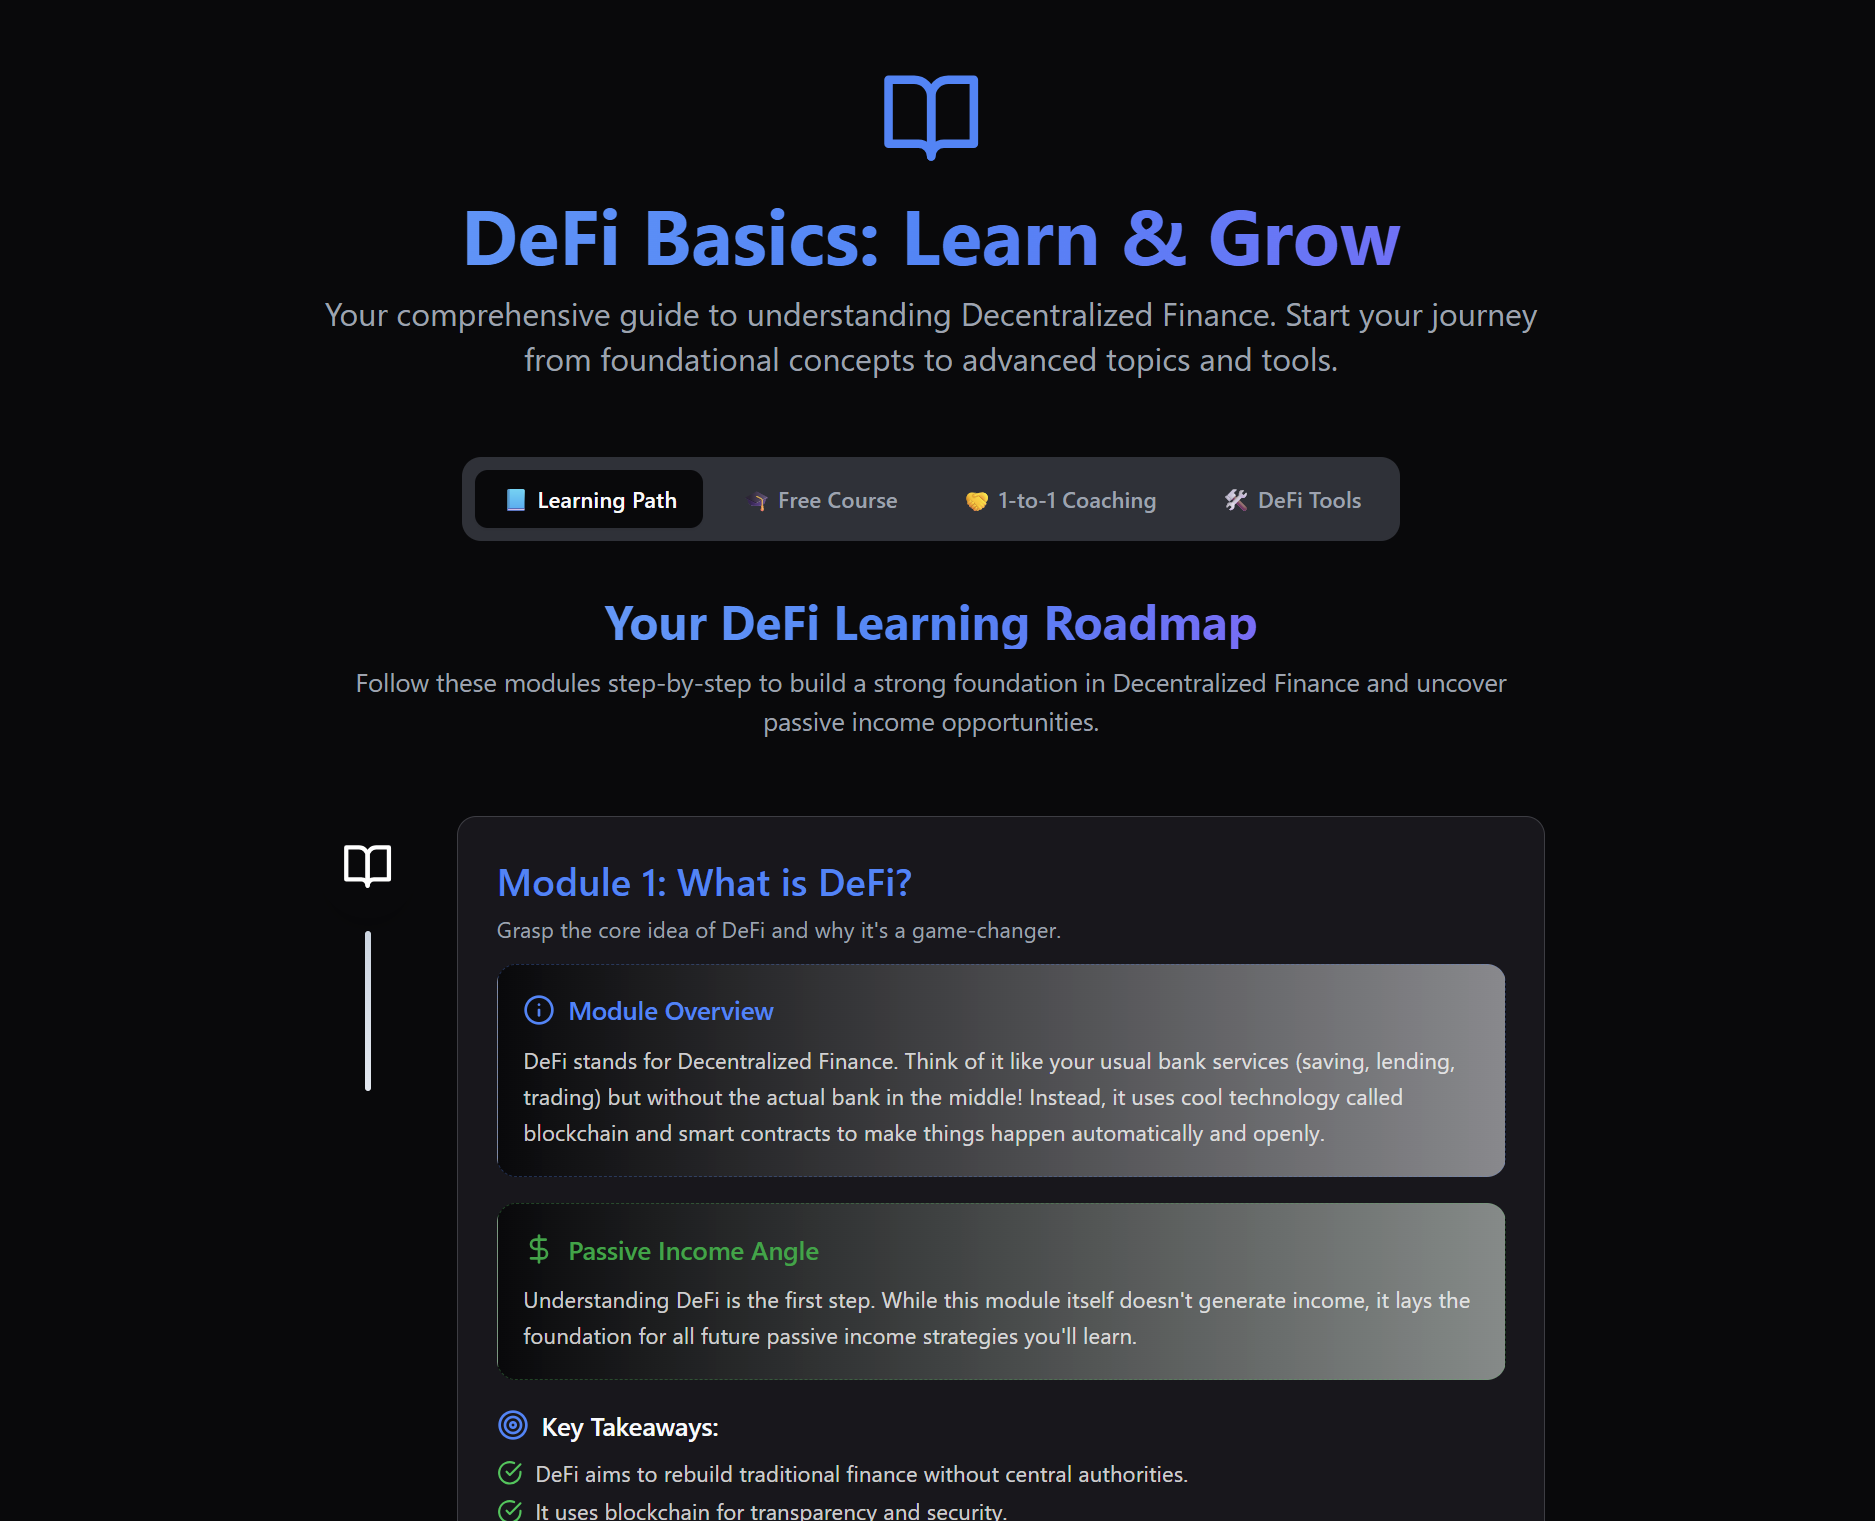 DeFi Basics: Learn & Grow
Your comprehensive guide to understanding Decentralized Finance. Start your journey
from foundational concepts to advanced topics and tools.
Learning Path
Free Course
1-to-1 Coaching
DeFi Tools
Your DeFi Learning Roadmap
Follow these modules step-by-step to build a strong foundation in Decentralized Finance and uncover
passive income opportunities.
Module 1: What is DeFi?
Grasp the core idea of DeFi and why it's a game-changer.
Module Overview
DeFi stands for Decentralized Finance. Think of it like your usual bank services (saving, lending,
trading) but without the actual bank in the middle! Instead, it uses cool technology called
blockchain and smart contracts to make things happen automatically and openly.
Passive Income Angle
Understanding DeFi is the first step. While this module itself doesn't generate income, it lays the
foundation for all future passive income strategies you'll learn.
Key Takeaways:
DeFi aims to rebuild traditional finance without central authorities.
It uses blockchain for transparency and security.